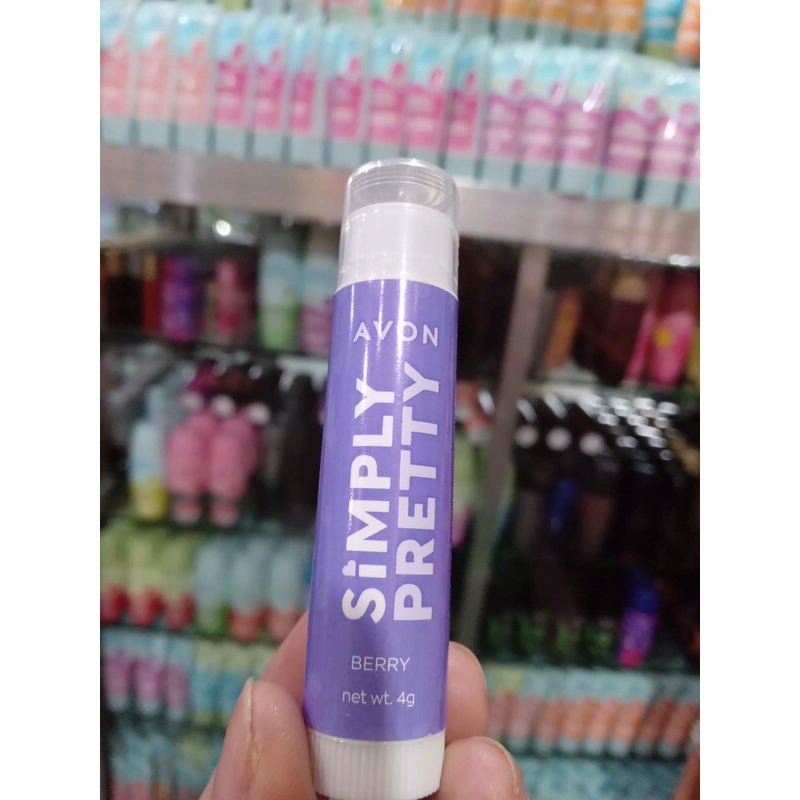 AVON
SiMPLY
PRETTY
BERRY
net wt. 4g